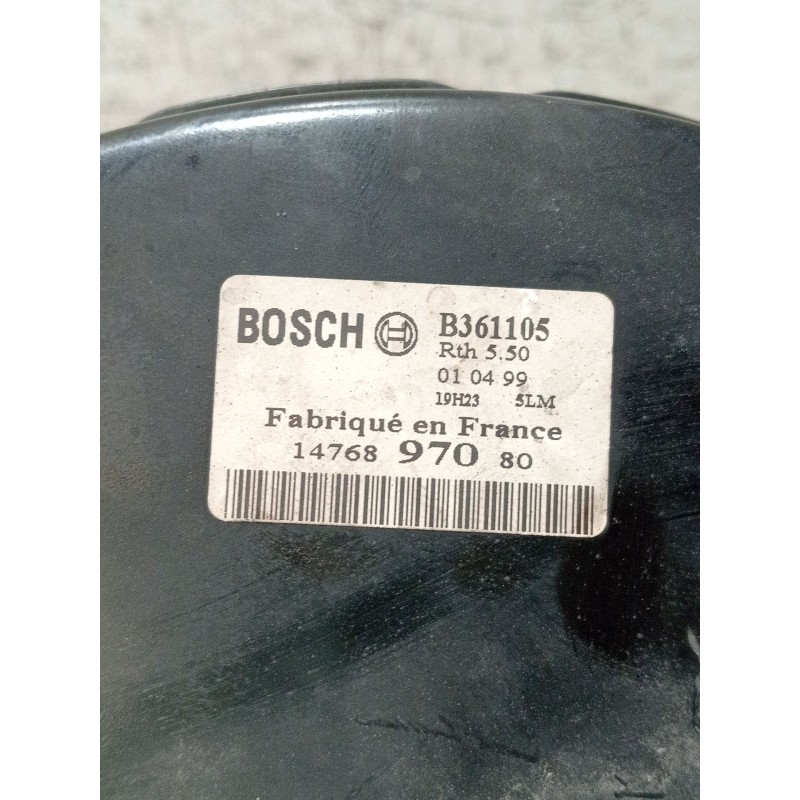 BOSCH B361105
Rth 5.50
01 04 99
19H23 5LM
Fabriqué en France
14768 970 80